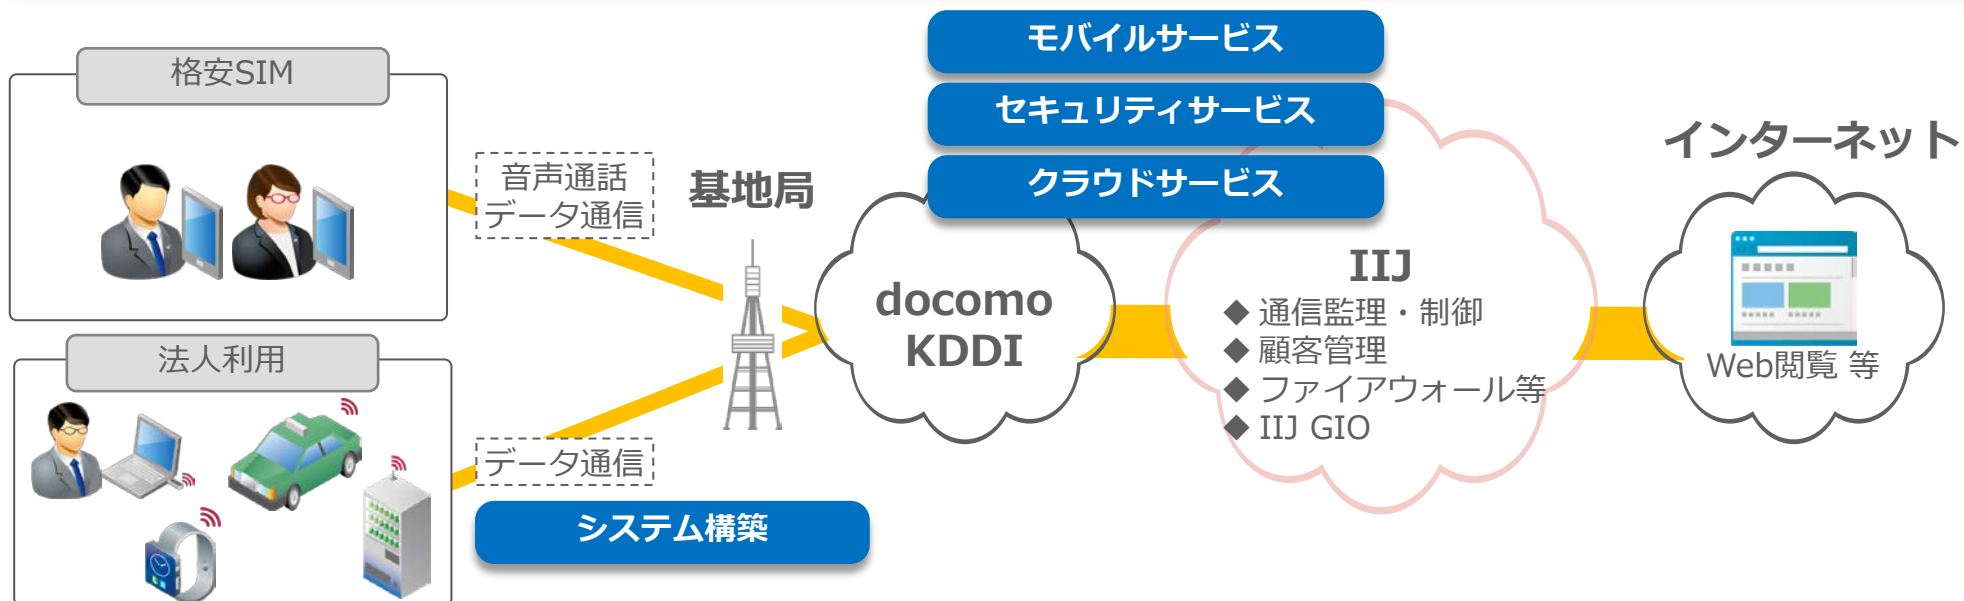 モバイルサービス
セキュリティサービス
クラウドサービス
格安SIM
音声通話
データ通信
基地局
法人利用
データ通信
システム構築
docomo
KDDI
IIJ
◆ 通信監理・制御
◆ 顧客管理
◆ ファイアウォール等
◆ IIJ GIO
インターネット
Web閲覧 等